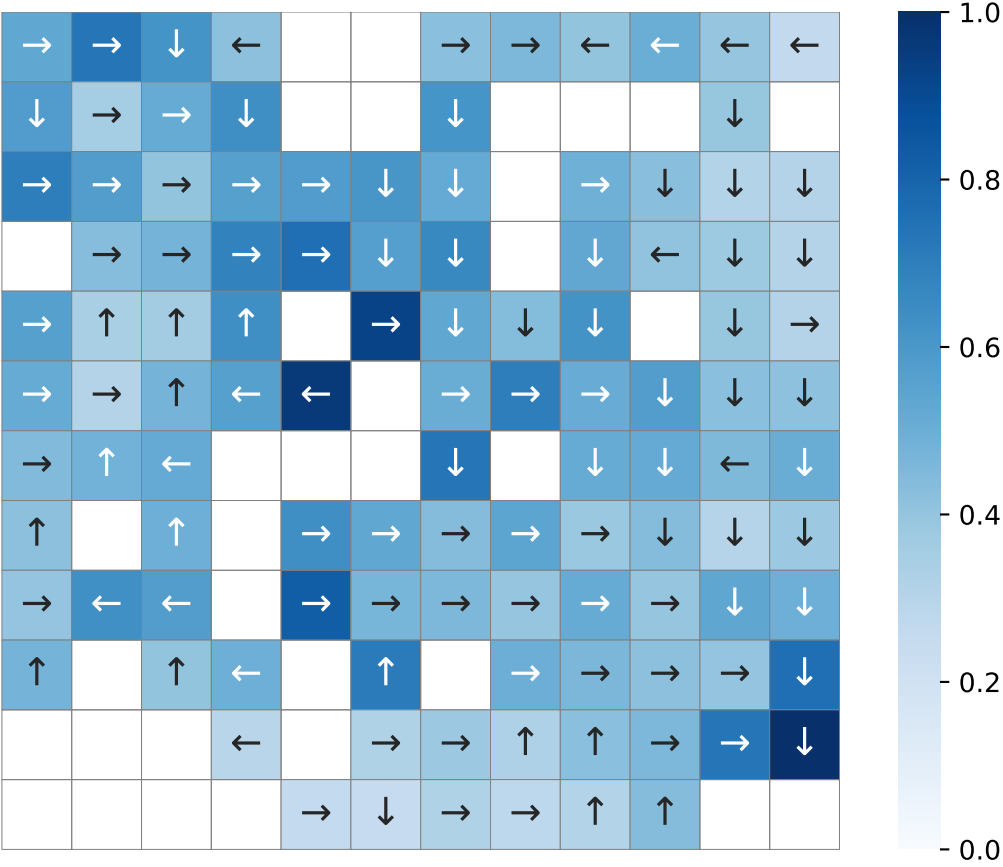 → → ↓ ← → → ← ← ← ← 1.0
↓ → → ↓ ↓ ↓
→ → → → → ↓ ↓ → ↓ ↓ ↓ 0.8
→ → → → ↓ ↓ ↓ ← ↓ ↓
→ ↑ ↑ ↑ → ↓ ↓ ↓ ↓ → 0.6
→ → ↑ ← ← → → → ↓ ↓ ↓
→ ↑ ← ↓ ↓ ↓ ← ↓
↑ ↑ → → → → → ↓ ↓ ↓ 0.4
→ ← ← → → → → → → ↓ ↓
↑ ↑ ← ↑ → → → → ↓ 0.2
← → → ↑ ↑ → → ↓
→ ↓ → → ↑ ↑ 0.0